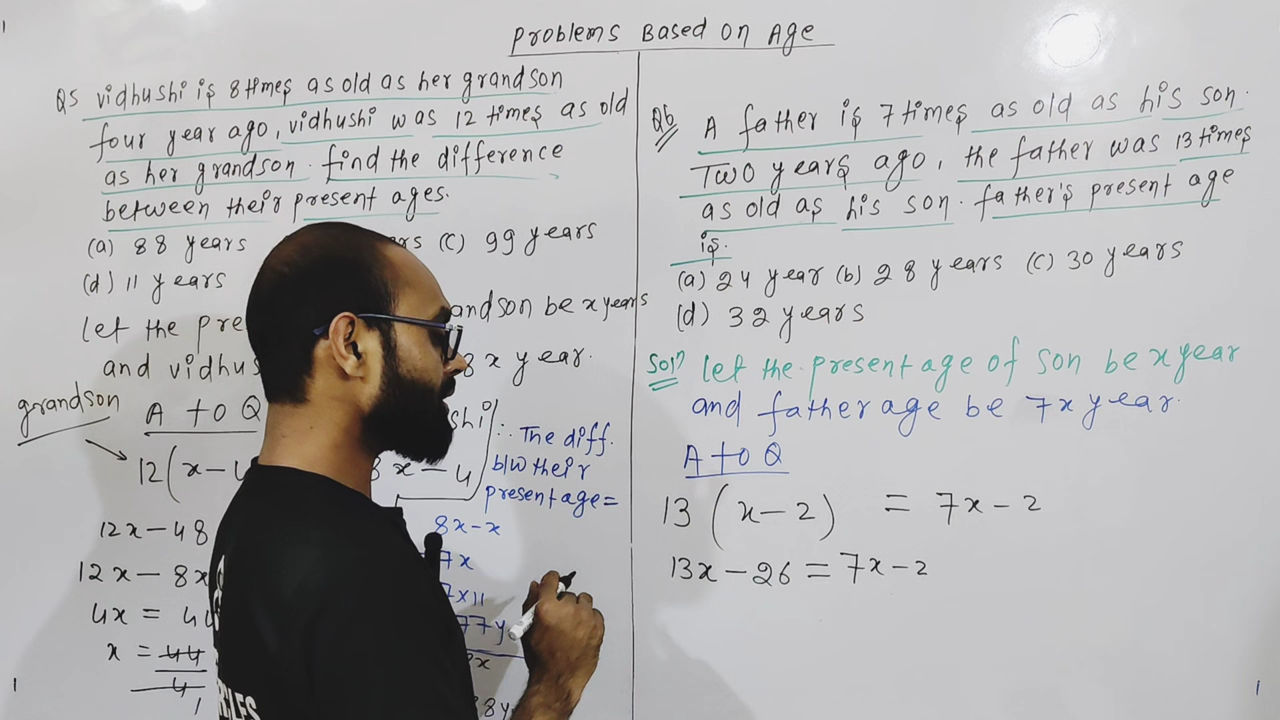 Problems Based on Age
Q5 vidhushi is 8 times as old as her grandson
four year ago, vidhushi was 12 times as old
as her grandson. find the difference
between their present ages.
(a) 88 years (c) 99 years
(d) 11 years
let the andson be x years
and 8x year.
grandson
A to Q
12(x-
x-4
12x-48
12x-8x
4x =
x = 44
4
∴ The diff.
b/w their
present age=
8x-x
7x
7x11
Q6 A father is 7 times as old as his son.
Two years ago, the father was 13 times
as old as his son. father's present age
is.
(a) 24 year (b) 28 years (c) 30 years
(d) 32 years
Solⁿ let the present age of son be x year
and father age be 7x year.
A to Q
13 (x-2) = 7x-2
13x-26 = 7x-2